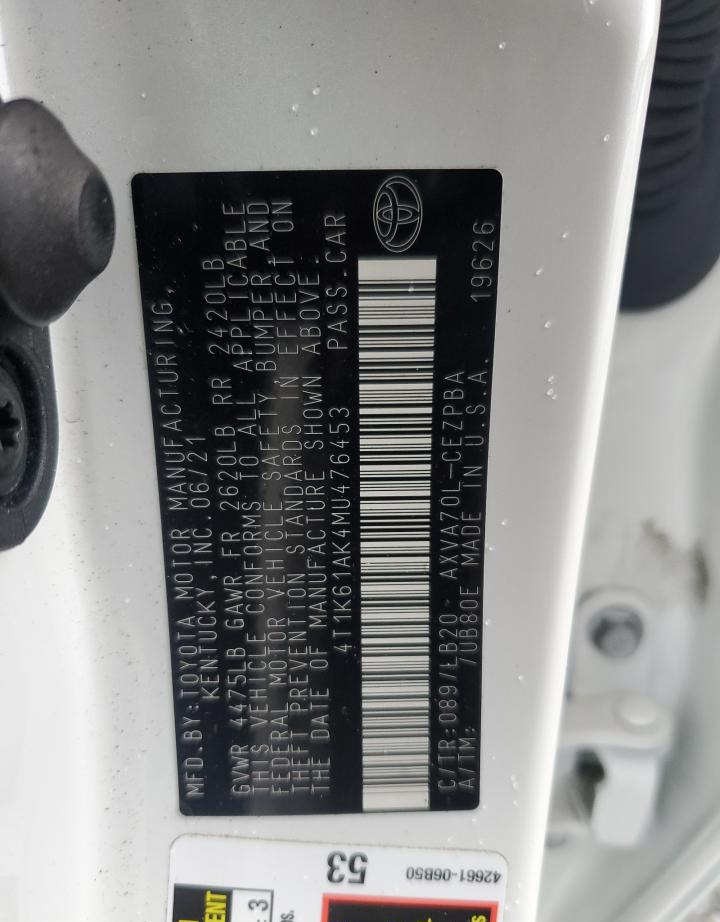 MFD.BY:TOYOTA MOTOR MANUFACTURING,
KENTUCKY, INC.06/21
GVWR 4475LB GAWR FR 2620LB RR 2420LB
THIS VEHICLE CONFORMS TO ALL APPLICABLE
FEDERAL MOTOR VEHICLE SAFETY, BUMPER, AND
THEFT PREVENTION STANDARDS IN EFFECT ON
THE DATE OF MANUFACTURE SHOWN ABOVE.
4T1K61AK4MU476453 PASS.CAR
C/TR:089/LB20 AXVA70L-CEZPBA
A/TM: /UB80E MADE IN U.S.A. 19626
53
42661-06B50
3